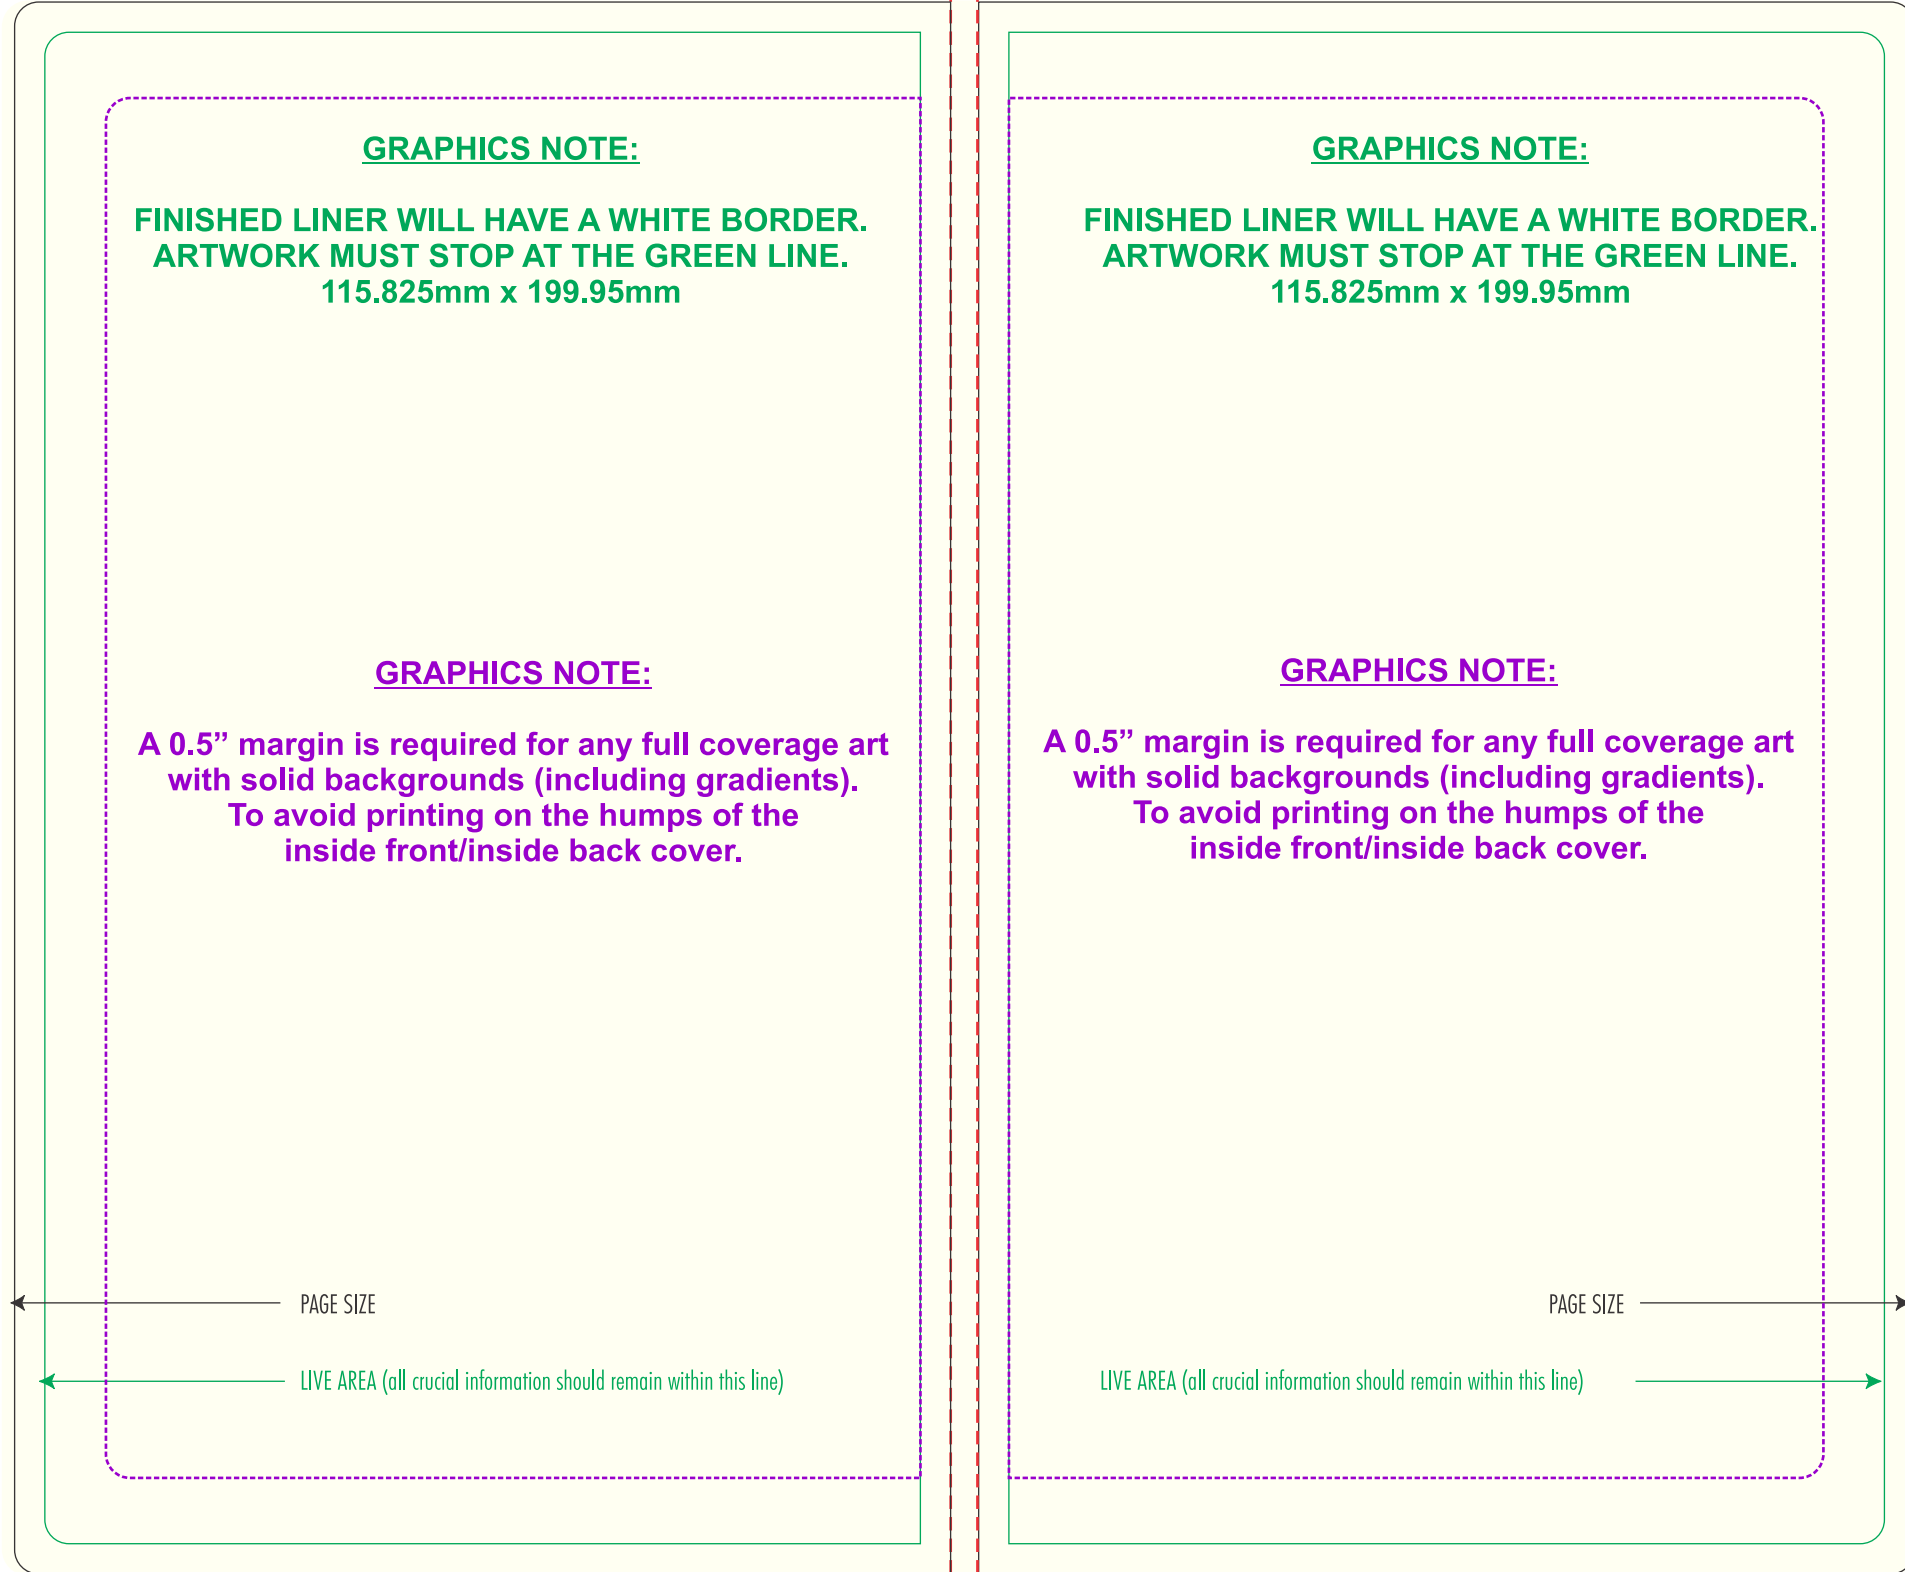 GRAPHICS NOTE:
FINISHED LINER WILL HAVE A WHITE BORDER.
ARTWORK MUST STOP AT THE GREEN LINE.
115.825mm x 199.95mm
GRAPHICS NOTE:
A 0.5” margin is required for any full coverage art
with solid backgrounds (including gradients).
To avoid printing on the humps of the
inside front/inside back cover.
PAGE SIZE
LIVE AREA (all crucial information should remain within this line)
GRAPHICS NOTE:
FINISHED LINER WILL HAVE A WHITE BORDER.
ARTWORK MUST STOP AT THE GREEN LINE.
115.825mm x 199.95mm
GRAPHICS NOTE:
A 0.5” margin is required for any full coverage art
with solid backgrounds (including gradients).
To avoid printing on the humps of the
inside front/inside back cover.
PAGE SIZE
LIVE AREA (all crucial information should remain within this line)